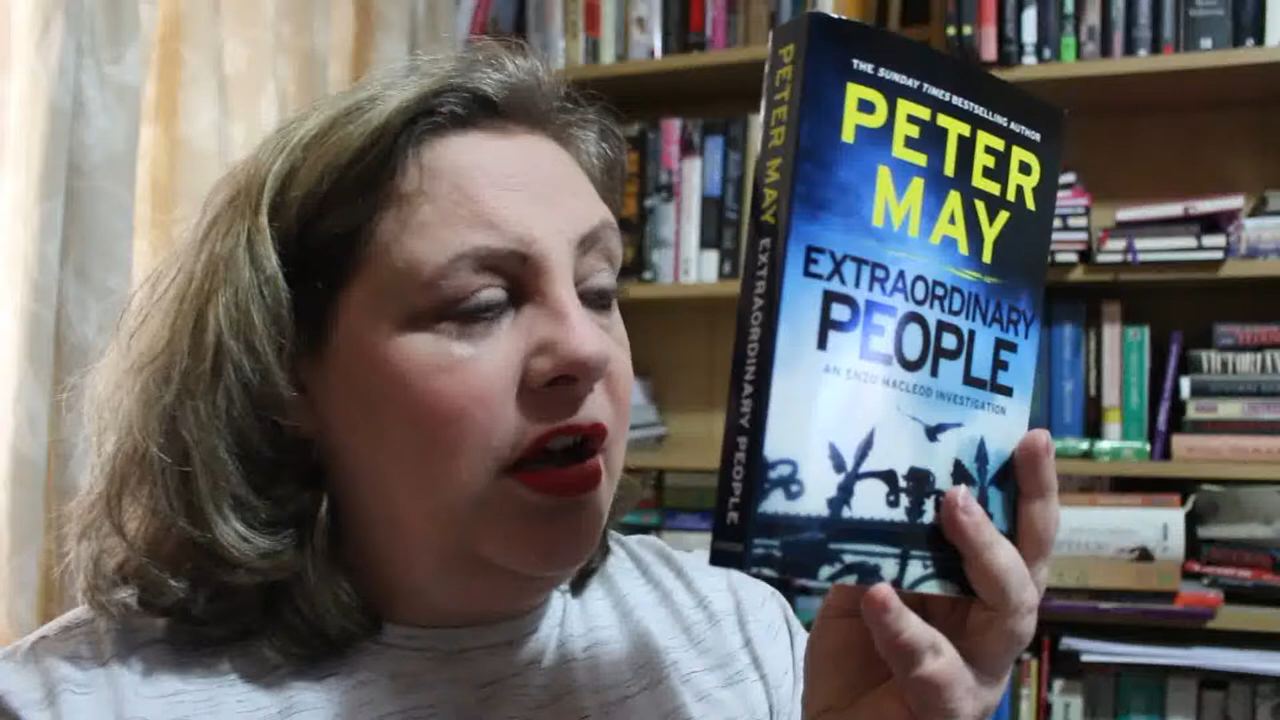 THE SUNDAY TIMES BESTSELLING AUTHOR
PETER
MAY
EXTRAORDINARY
PEOPLE
AN ENZO MACLEOD INVESTIGATION
PETER MAY EXTRAORDINARY PEOPLE